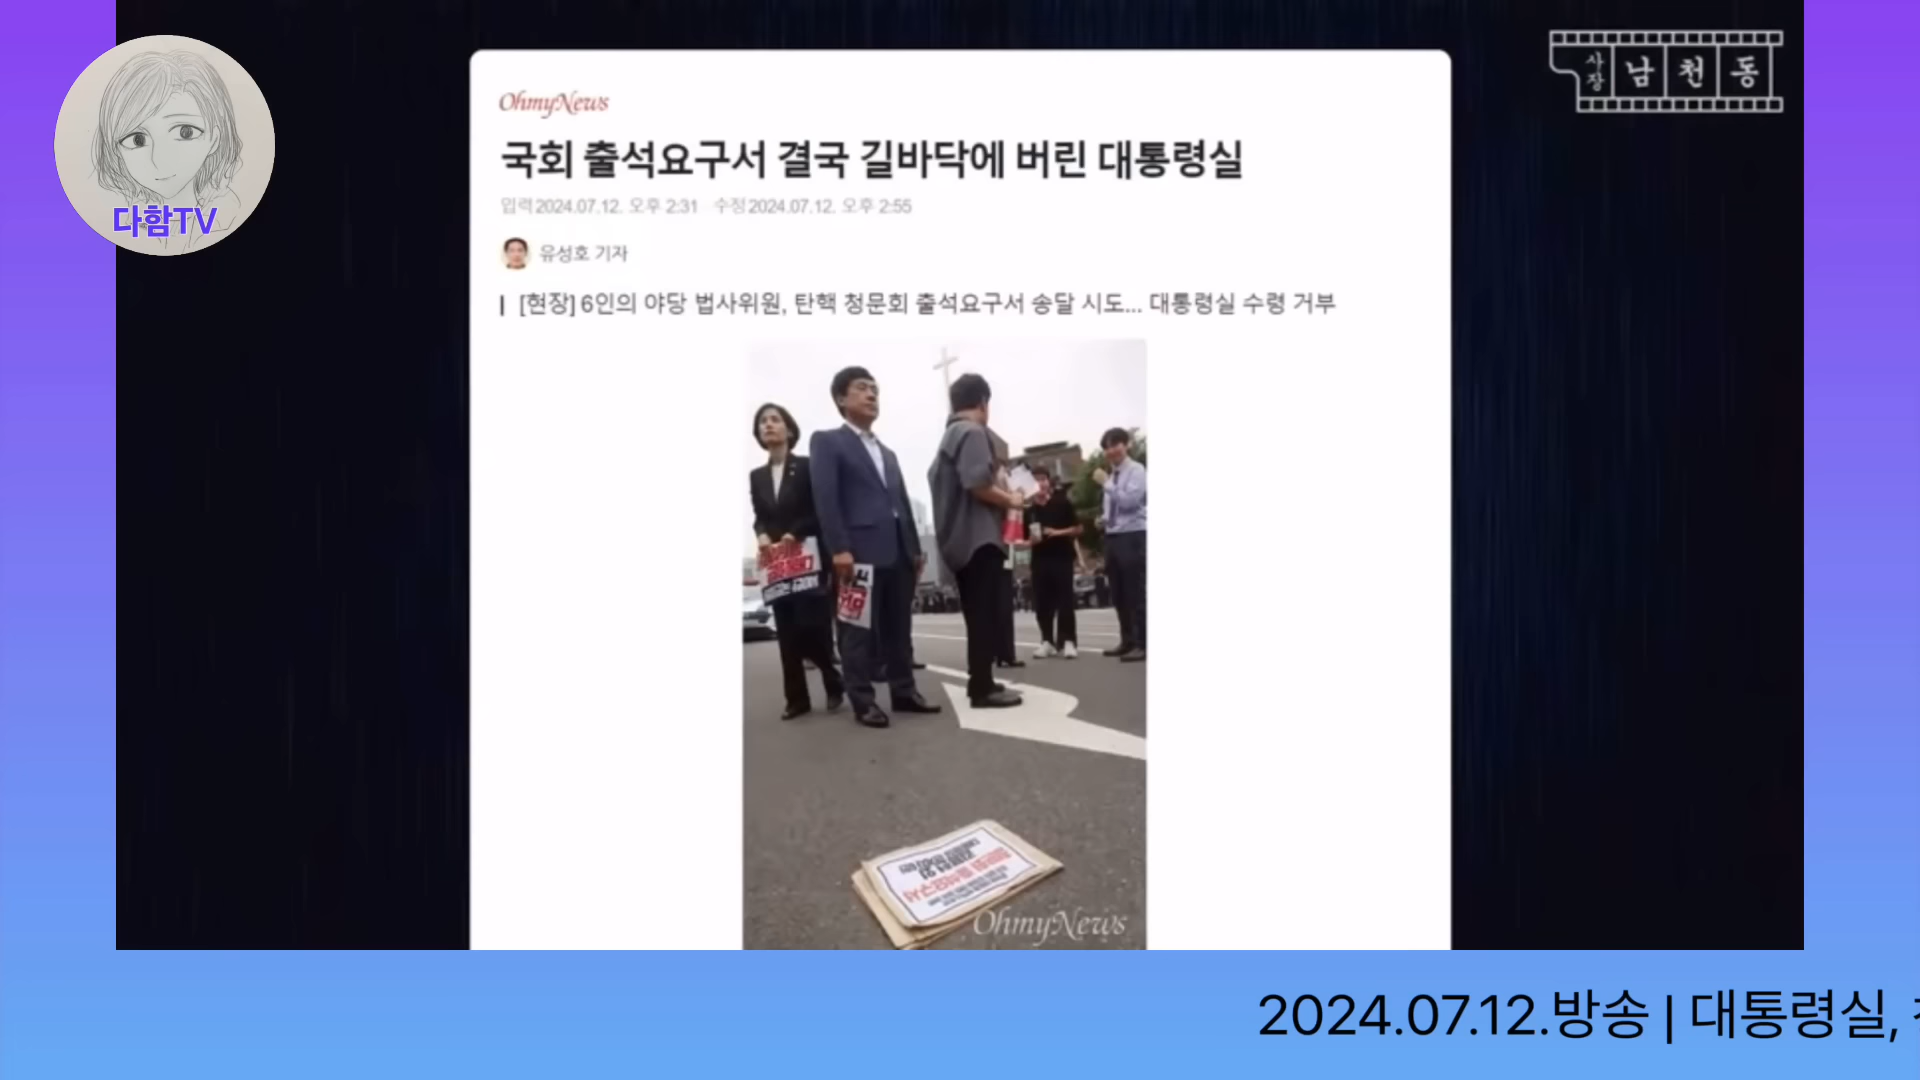 다함TV
사장
남천동
OhmyNews
국회 출석요구서 결국 길바닥에 버린 대통령실
입력 2024.07.12. 오후 2:31 수정 2024.07.12. 오후 2:55
유성호 기자
[현장] 6인의 야당 법사위원, 탄핵 청문회 출석요구서 송달 시도... 대통령실 수령 거부
OhmyNews
2024.07.12.방송 | 대통령실,